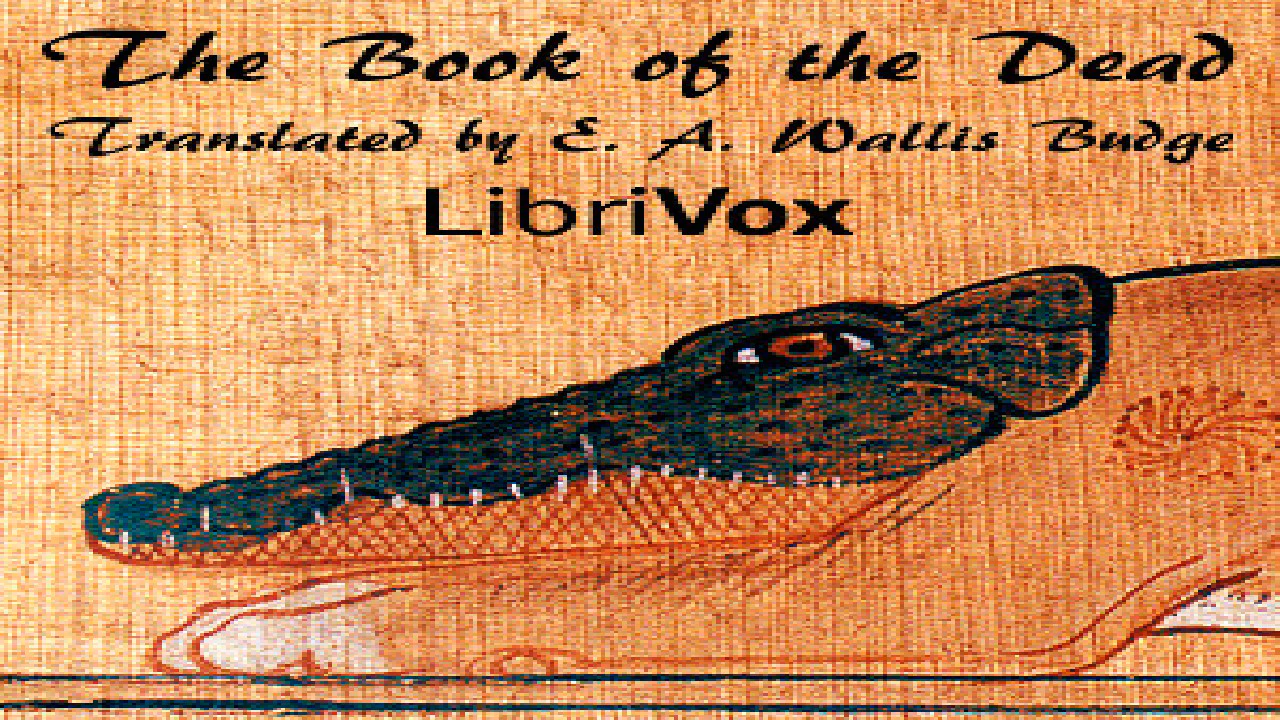 The Book of the Dead
Translated by E. A. Wallis Budge
LibriVox